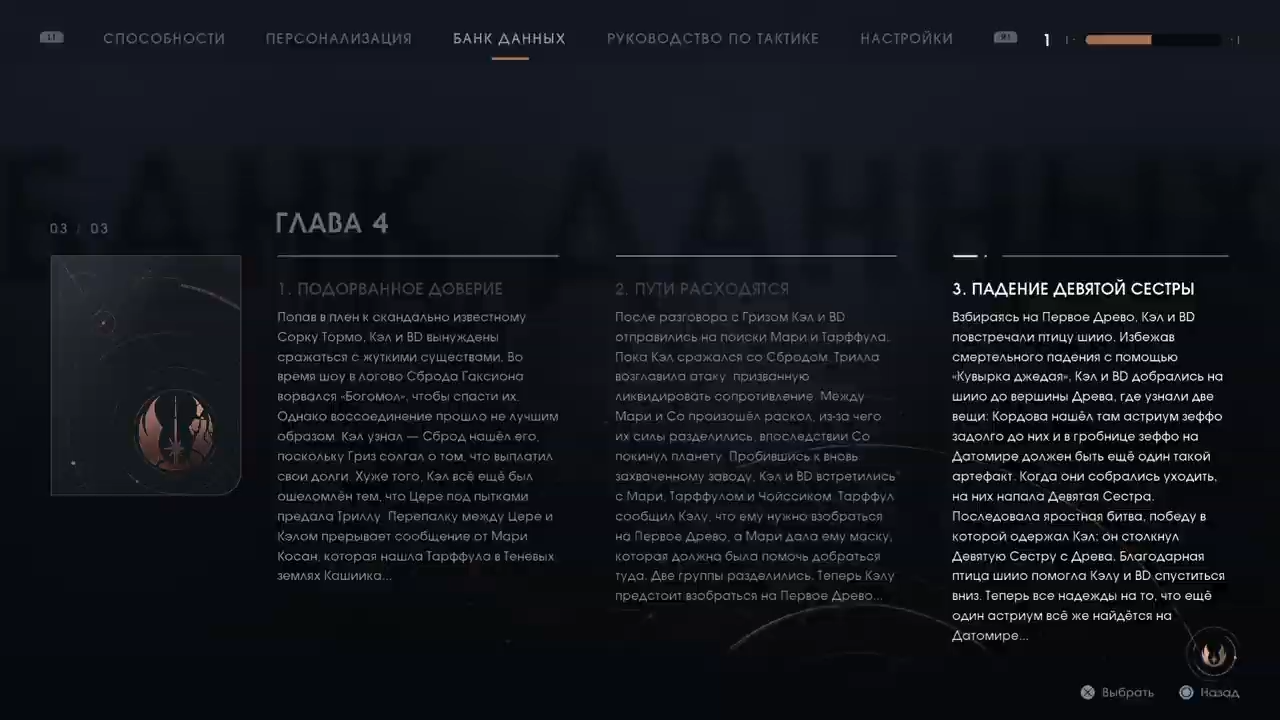 L1 СПОСОБНОСТИ ПЕРСОНАЛИЗАЦИЯ БАНК ДАННЫХ РУКОВОДСТВО ПО ТАКТИКЕ НАСТРОЙКИ R1 1
БАНК ДАННЫХ
03 / 03
ГЛАВА 4
1. ПОДОРВАННОЕ ДОВЕРИЕ
Попав в плен к скандально известному
Сорку Тормо, Кэл и BD вынуждены
сражаться с жуткими существами. Во
время шоу в логово Сброда Гаксиона
ворвался «Богомол», чтобы спасти их.
Однако воссоединение прошло не лучшим
образом. Кэл узнал — Сброд нашёл его,
поскольку Гриз солгал о том, что выплатил
свои долги. Хуже того, Кэл всё ещё был
ошеломлён тем, что Цере под пытками
предала Триллу. Перепалку между Цере и
Кэлом прерывает сообщение от Мари
Косан, которая нашла Тарффула в Теневых
землях Кашиика...
2. ПУТИ РАСХОДЯТСЯ
После разговора с Гризом Кэл и BD
отправились на поиски Мари и Тарффула.
Пока Кэл сражался со Сбродом, Трилла
возглавила атаку, призванную
ликвидировать сопротивление. Между
Мари и Со произошёл раскол, из-за чего
их силы разделились, впоследствии Со
покинул планету. Пробившись к вновь
захваченному заводу, Кэл и BD встретились
с Мари, Тарффулом и Чойссиком. Тарффул
сообщил Кэлу, что ему нужно взобраться
на Первое Древо, а Мари дала ему маску,
которая должна была помочь добраться
туда. Две группы разделились. Теперь Кэлу
предстоит взобраться на Первое Древо...
3. ПАДЕНИЕ ДЕВЯТОЙ СЕСТРЫ
Взбираясь на Первое Древо, Кэл и BD
повстречали птицу шиио. Избежав
смертельного падения с помощью
«Кувырка джедая», Кэл и BD добрались на
шиио до вершины Древа, где узнали две
вещи: Кордова нашёл там астриум зеффо
задолго до них и в гробнице зеффо на
Датомире должен быть ещё один такой
артефакт. Когда они собрались уходить,
на них напала Девятая Сестра.
Последовала яростная битва, победу в
которой одержал Кэл: он столкнул
Девятую Сестру с Древа. Благодарная
птица шиио помогла Кэлу и BD спуститься
вниз. Теперь все надежды на то, что ещё
один астриум всё же найдётся на
Датомире...
Выбрать Назад